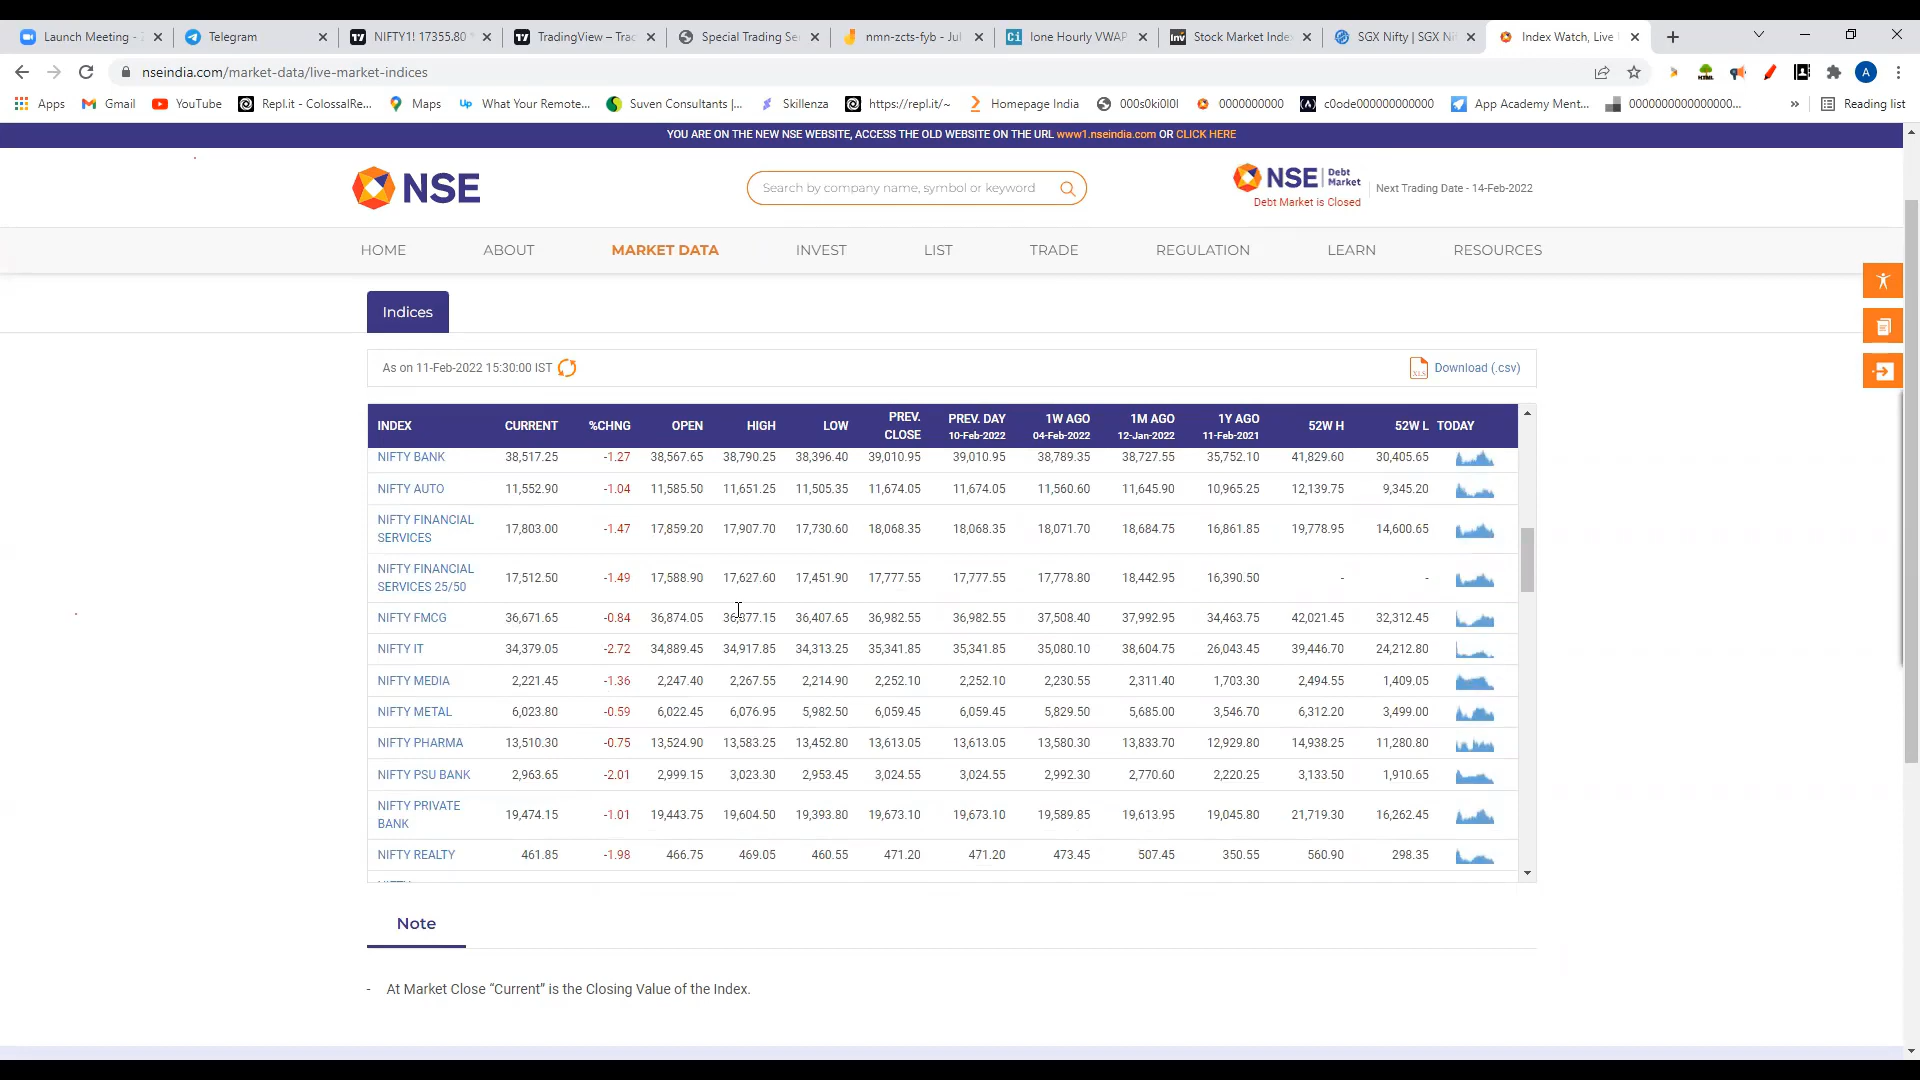 Launch Meeting -
Telegram
NIFTY1! 17355.80
TradingView – Trac
Special Trading Se
nmn-zcts-fyb - Jul
Ione Hourly VWAP
Stock Market Inde
SGX Nifty | SGX Ni
Index Watch, Live
nseindia.com/market-data/live-market-indices
Apps
Gmail
YouTube
Repl.it - ColossalRe...
Maps
What Your Remote...
Suven Consultants |...
Skillenza
https://repl.it/~
Homepage India
000s0ki0l0l
0000000000
c0ode000000000000
App Academy Ment...
0000000000000000...
Reading list
YOU ARE ON THE NEW NSE WEBSITE, ACCESS THE OLD WEBSITE ON THE URL www1.nseindia.com OR CLICK HERE
NSE
Search by company name, symbol or keyword
NSE Debt Market
Debt Market is Closed
Next Trading Date - 14-Feb-2022
HOME ABOUT MARKET DATA INVEST LIST TRADE REGULATION LEARN RESOURCES
Indices
As on 11-Feb-2022 15:30:00 IST
Download (.csv)
INDEX CURRENT %CHNG OPEN HIGH LOW PREV. CLOSE PREV. DAY 10-Feb-2022 1W AGO 04-Feb-2022 1M AGO 12-Jan-2022 1Y AGO 11-Feb-2021 52W H 52W L TODAY
NIFTY BANK 38,517.25 -1.27 38,567.65 38,790.25 38,396.40 39,010.95 39,010.95 38,789.35 38,727.55 35,752.10 41,829.60 30,405.65
NIFTY AUTO 11,552.90 -1.04 11,585.50 11,651.25 11,505.35 11,674.05 11,674.05 11,560.60 11,645.90 10,965.25 12,139.75 9,345.20
NIFTY FINANCIAL SERVICES 17,803.00 -1.47 17,859.20 17,907.70 17,730.60 18,068.35 18,068.35 18,071.70 18,684.75 16,861.85 19,778.95 14,600.65
NIFTY FINANCIAL SERVICES 25/50 17,512.50 -1.49 17,588.90 17,627.60 17,451.90 17,777.55 17,777.55 17,778.80 18,442.95 16,390.50 - -
NIFTY FMCG 36,671.65 -0.84 36,874.05 36,877.15 36,407.65 36,982.55 36,982.55 37,508.40 37,992.95 34,463.75 42,021.45 32,312.45
NIFTY IT 34,379.05 -2.72 34,889.45 34,917.85 34,313.25 35,341.85 35,341.85 35,080.10 38,604.75 26,043.45 39,446.70 24,212.80
NIFTY MEDIA 2,221.45 -1.36 2,247.40 2,267.55 2,214.90 2,252.10 2,252.10 2,230.55 2,311.40 1,703.30 2,494.55 1,409.05
NIFTY METAL 6,023.80 -0.59 6,022.45 6,076.95 5,982.50 6,059.45 6,059.45 5,829.50 5,685.00 3,546.70 6,312.20 3,499.00
NIFTY PHARMA 13,510.30 -0.75 13,524.90 13,583.25 13,452.80 13,613.05 13,613.05 13,580.30 13,833.70 12,929.80 14,938.25 11,280.80
NIFTY PSU BANK 2,963.65 -2.01 2,999.15 3,023.30 2,953.45 3,024.55 3,024.55 2,992.30 2,770.60 2,220.25 3,133.50 1,910.65
NIFTY PRIVATE BANK 19,474.15 -1.01 19,443.75 19,604.50 19,393.80 19,673.10 19,673.10 19,589.85 19,613.95 19,045.80 21,719.30 16,262.45
NIFTY REALTY 461.85 -1.98 466.75 469.05 460.55 471.20 471.20 473.45 507.45 350.55 560.90 298.35
Note
- At Market Close “Current” is the Closing Value of the Index.